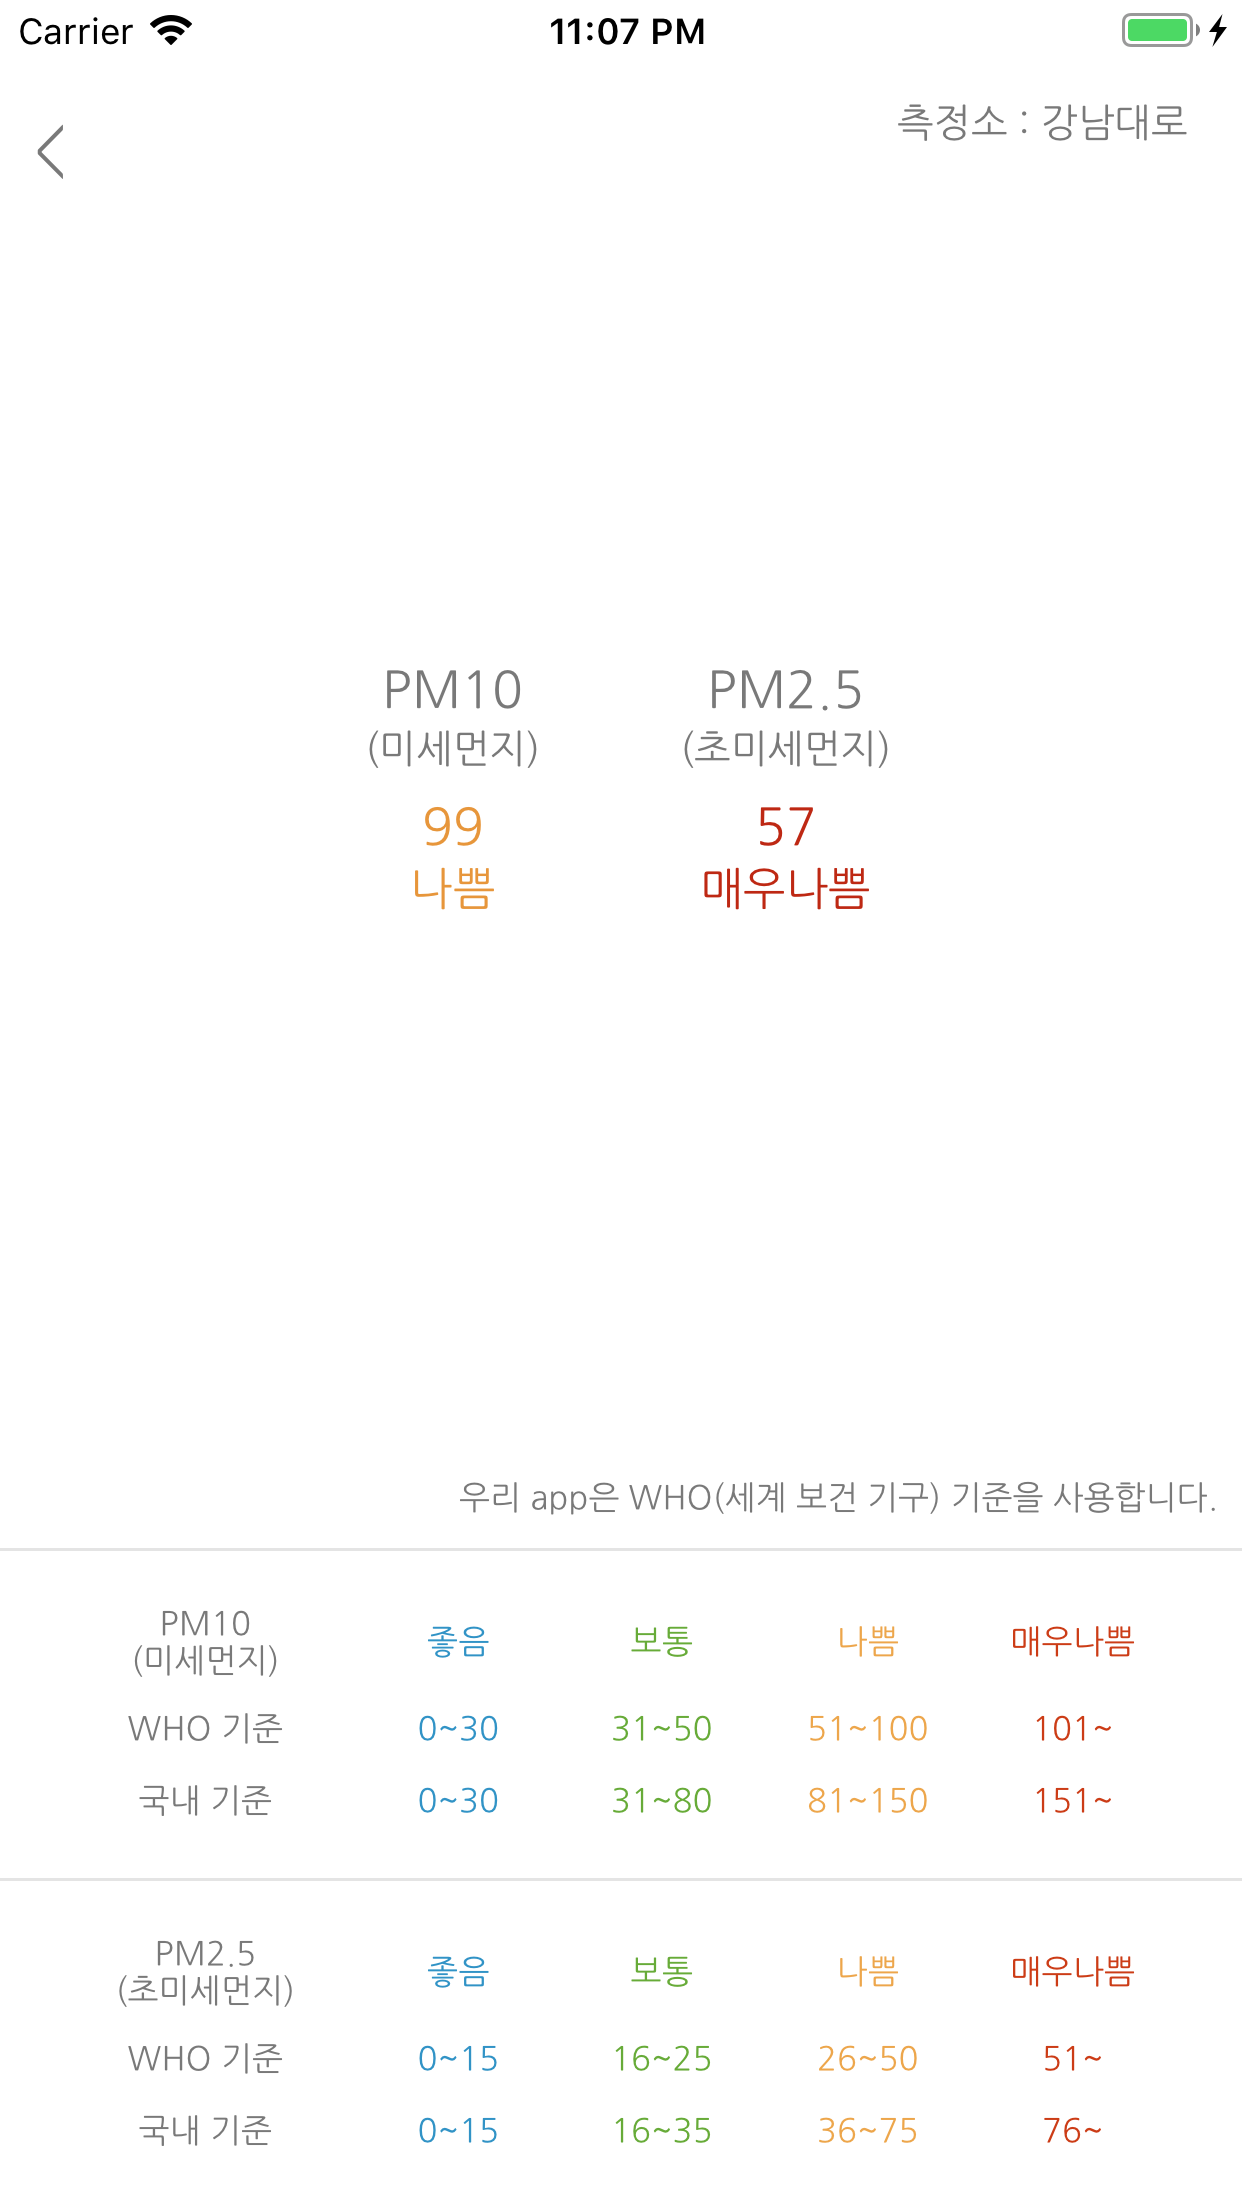 Carrier 11:07 PM
측정소 : 강남대로
PM10 PM2.5
(미세먼지) (초미세먼지)
99 57
나쁨 매우나쁨
우리 app은 WHO(세계 보건 기구) 기준을 사용합니다.
PM10
(미세먼지) 좋음 보통 나쁨 매우나쁨
WHO 기준 0~30 31~50 51~100 101~
국내 기준 0~30 31~80 81~150 151~
PM2.5
(초미세먼지) 좋음 보통 나쁨 매우나쁨
WHO 기준 0~15 16~25 26~50 51~
국내 기준 0~15 16~35 36~75 76~